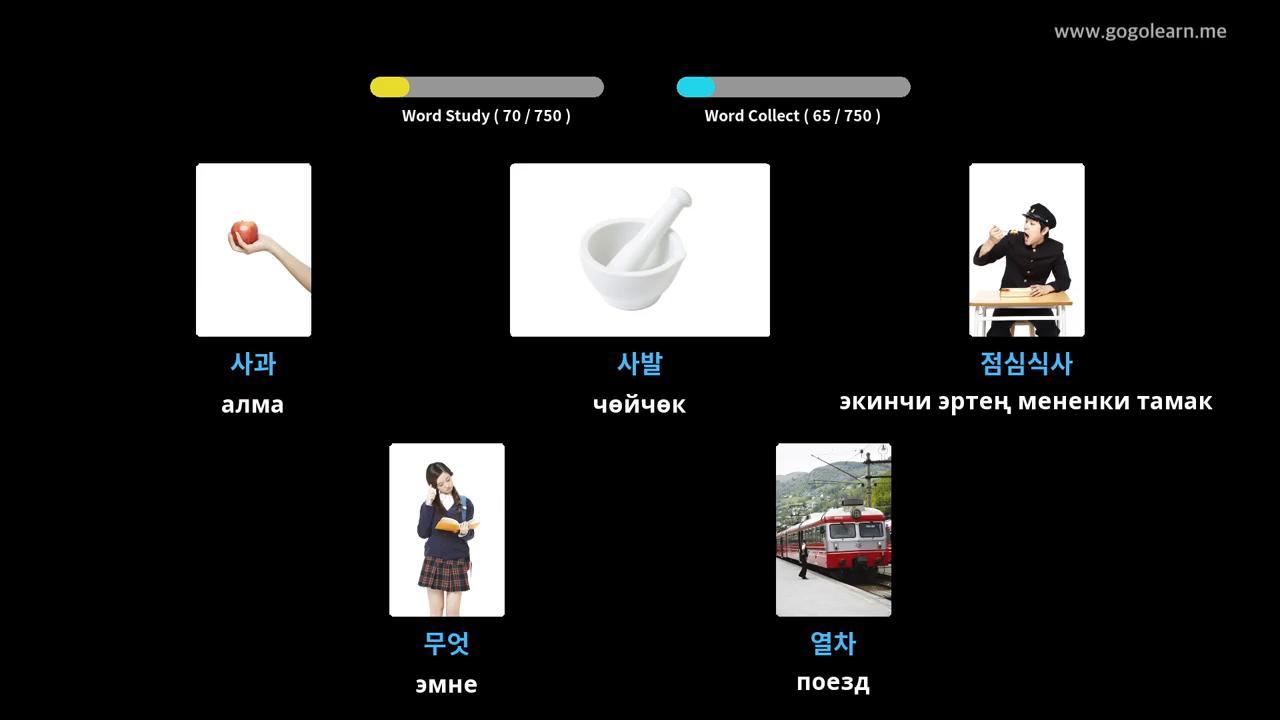 www.gogolearn.me
Word Study ( 70 / 750 )
Word Collect ( 65 / 750 )
사과
사발
점심식사
алма
чөйчөк
экинчи эртең мененки тамак
무엇
열차
эмне
поезд